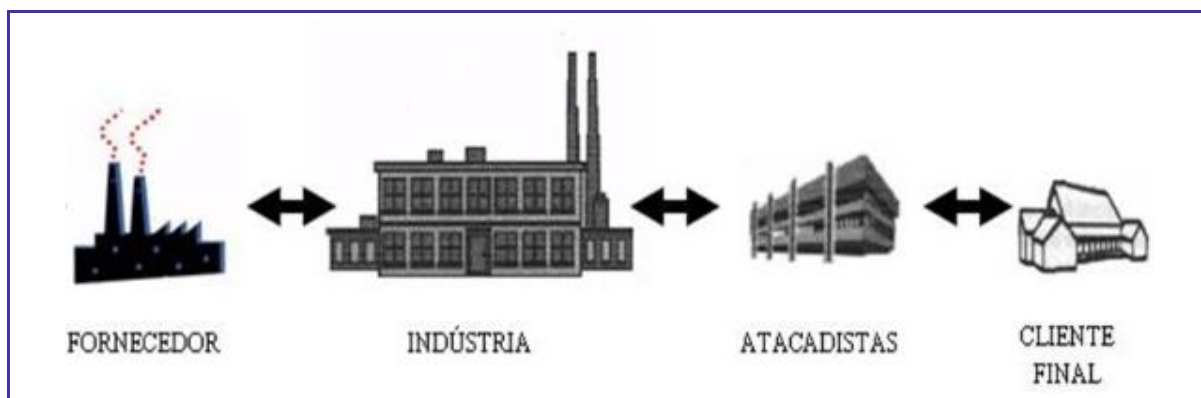 FORNECEDOR
INDÚSTRIA
ATACADISTAS
CLIENTE
FINAL